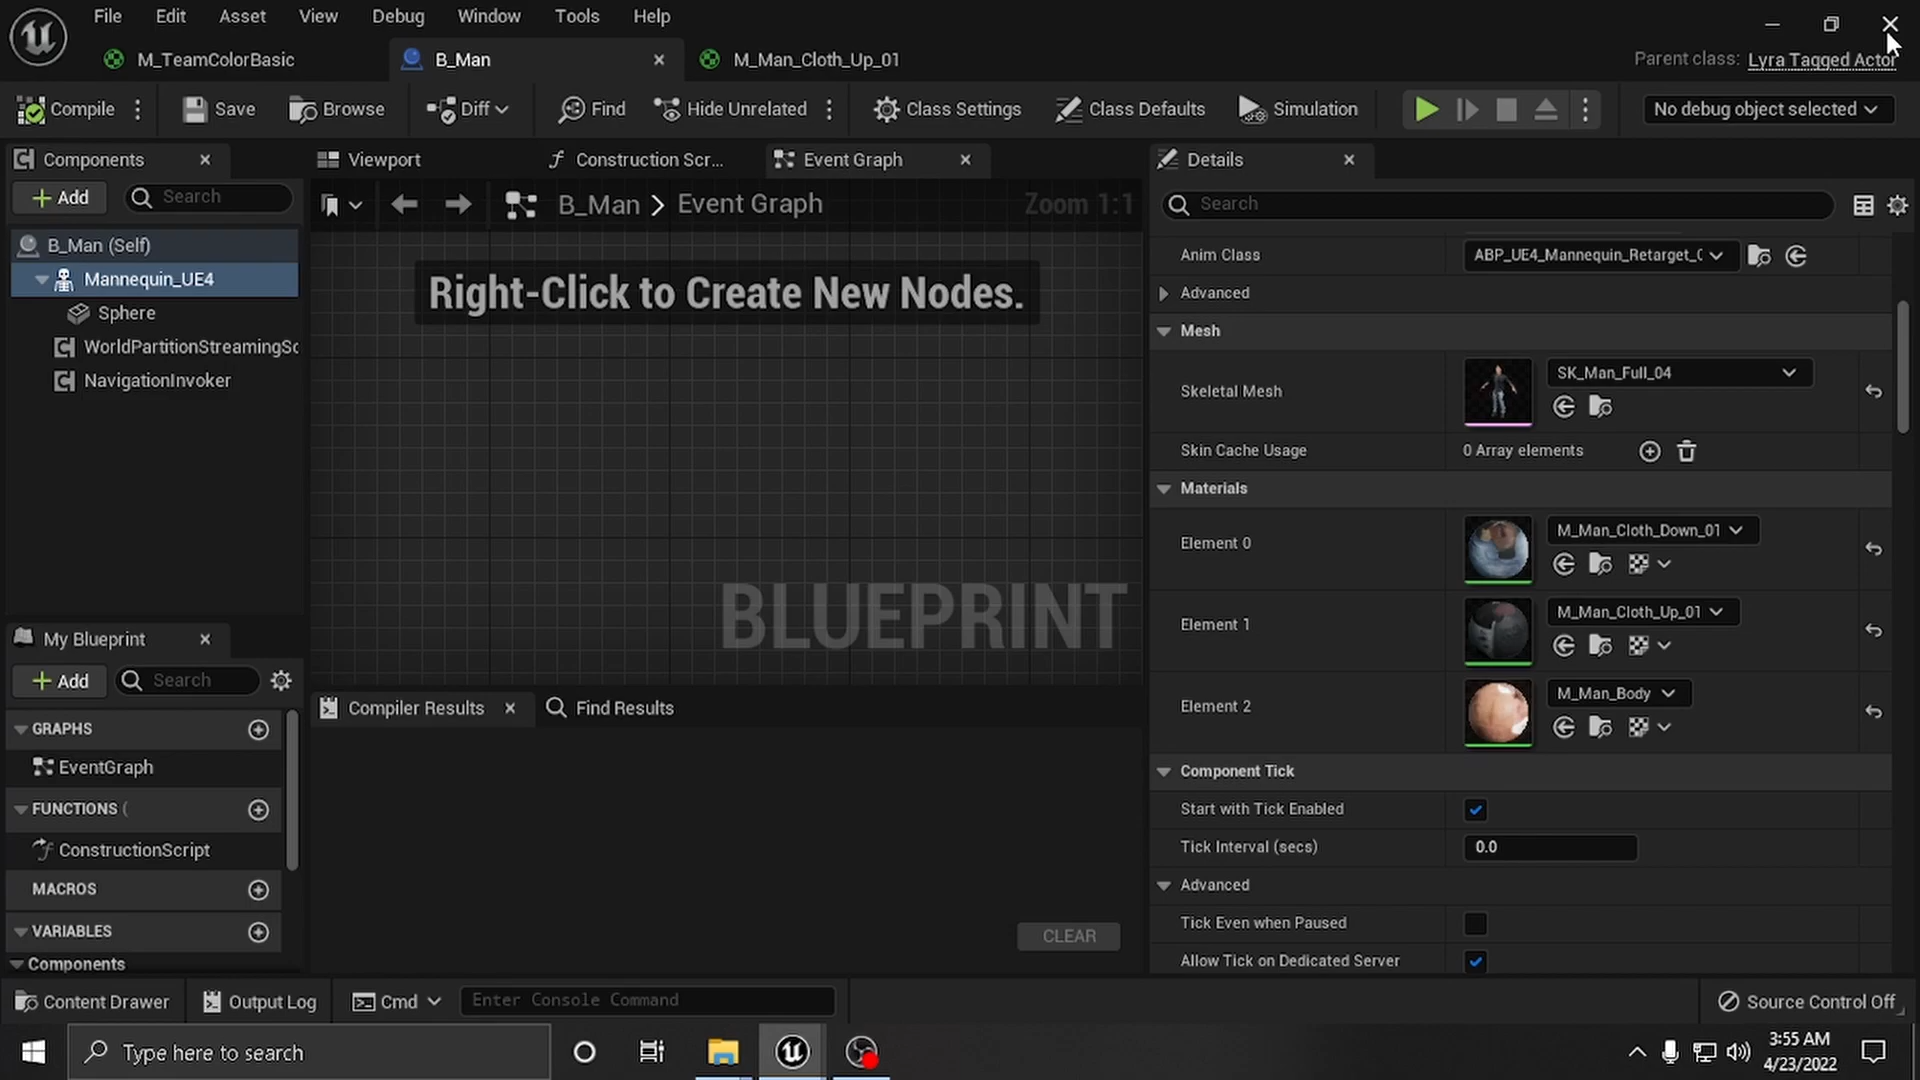 File Edit Asset View Debug Window Tools Help
M_TeamColorBasic B_Man M_Man_Cloth_Up_01
Parent class: Lyra Tagged Actor
Compile Save Browse Diff Find Hide Unrelated Class Settings Class Defaults Simulation No debug object selected
Components
Add Search
B_Man (Self)
Mannequin_UE4
Sphere
WorldPartitionStreamingSc
NavigationInvoker
My Blueprint
Add Search
GRAPHS
EventGraph
FUNCTIONS (
ConstructionScript
MACROS
VARIABLES
Components
Viewport Construction Scr... Event Graph
B_Man > Event Graph Zoom 1:1
Right-Click to Create New Nodes.
BLUEPRINT
Compiler Results Find Results
CLEAR
Details
Search
Anim Class ABP_UE4_Mannequin_Retarget_C
Advanced
Mesh
Skeletal Mesh SK_Man_Full_04
Skin Cache Usage 0 Array elements
Materials
Element 0 M_Man_Cloth_Down_01
Element 1 M_Man_Cloth_Up_01
Element 2 M_Man_Body
Component Tick
Start with Tick Enabled
Tick Interval (secs) 0.0
Advanced
Tick Even when Paused
Allow Tick on Dedicated Server
Content Drawer Output Log Cmd Enter Console Command Source Control Off
Type here to search
3:55 AM
4/23/2022